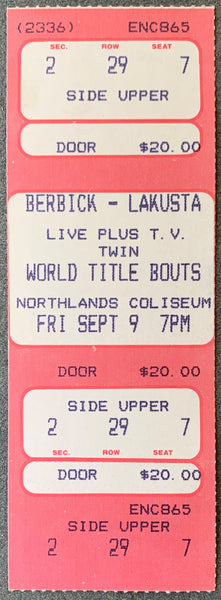 (2336) ENC865
SEC. ROW SEAT
2 29 7
SIDE UPPER
DOOR $20.00
BERBICK - LAKUSTA
LIVE PLUS T.V.
TWIN
WORLD TITLE BOUTS
NORTHLANDS COLISEUM
FRI SEPT 9 7PM
DOOR $20.00
SIDE UPPER
2 29 7
SEC. ROW SEAT
DOOR $20.00
ENC865
SIDE UPPER
2 29 7